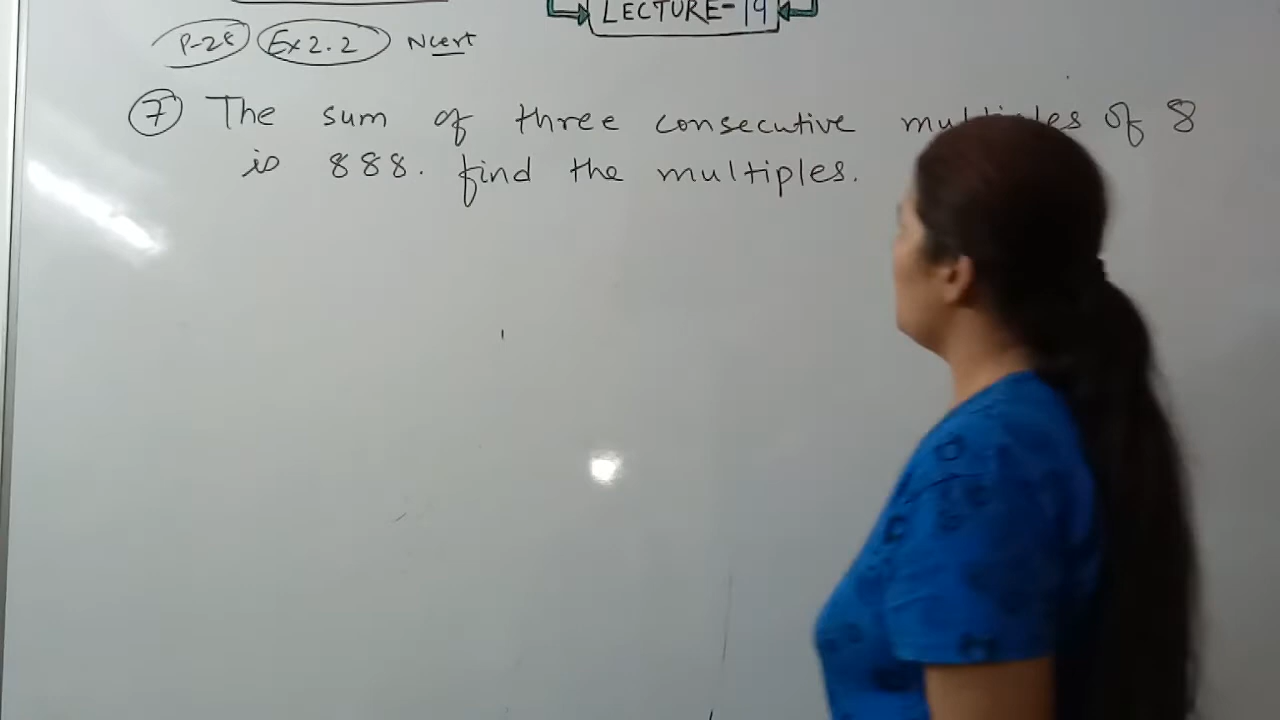 LECTURE-19
P-28 Ex 2.2 Ncert
7 The sum of three consecutive multiples of 8
is 888. find the multiples.